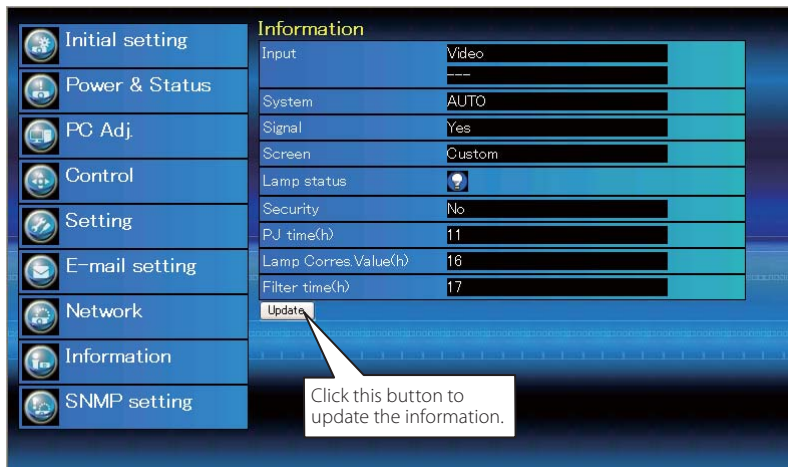 Initial setting
Power & Status
PC Adj.
Control
Setting
E-mail setting
Network
Information
SNMP setting
Information
Input Video
---
System AUTO
Signal Yes
Screen Custom
Lamp status
Security No
PJ time(h) 11
Lamp Corres.Value(h) 16
Filter time(h) 17
Update
Click this button to
update the information.